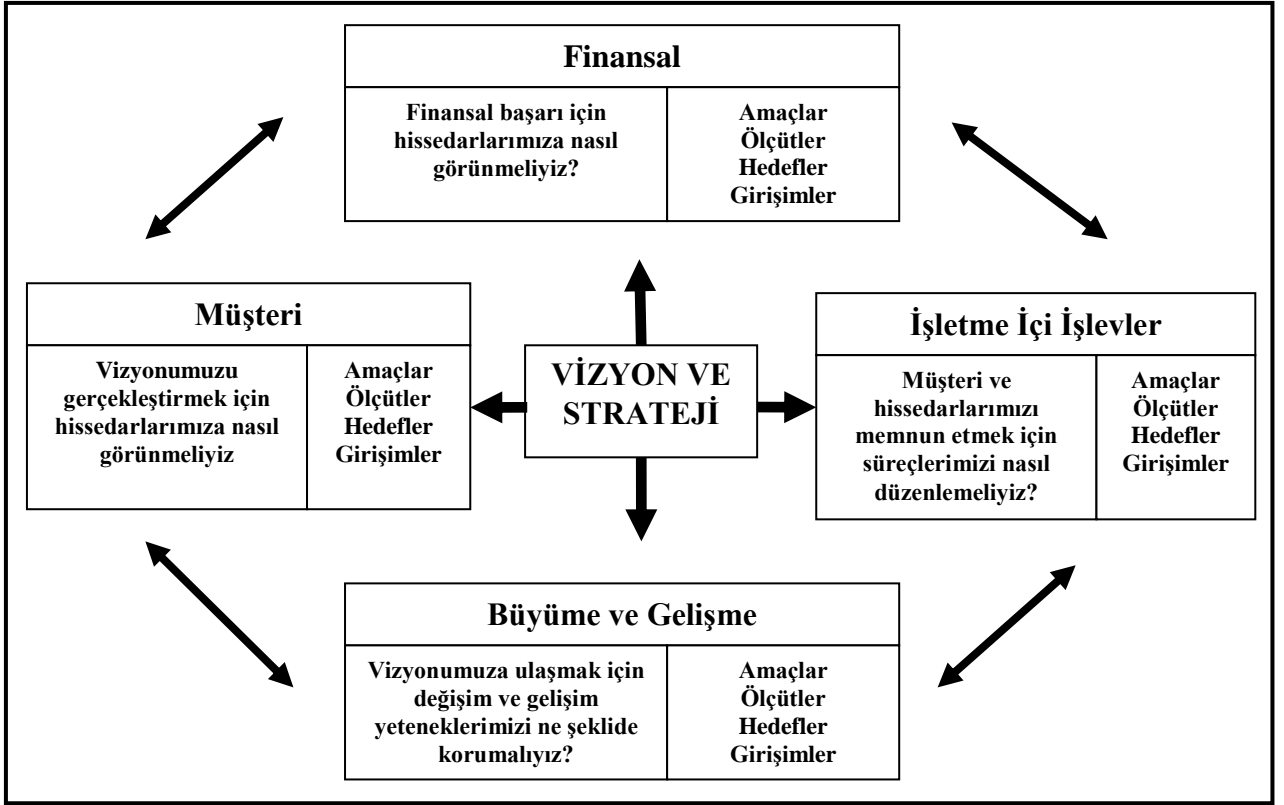 Finansal
Finansal başarı için
hissedarlarımıza nasıl
görünmeliyiz?
Amaçlar
Ölçütler
Hedefler
Girişimler
Müşteri
Vizyonumuzu
gerçekleştirmek için
hissedarlarımıza nasıl
görünmeliyiz
Amaçlar
Ölçütler
Hedefler
Girişimler
VİZYON VE
STRATEJİ
İşletme İçi İşlevler
Müşteri ve
hissedarlarımızı
memnun etmek için
süreçlerimizi nasıl
düzenlemeliyiz?
Amaçlar
Ölçütler
Hedefler
Girişimler
Büyüme ve Gelişme
Vizyonumuza ulaşmak için
değişim ve gelişim
yeteneklerimizi ne şeklide
korumalıyız?
Amaçlar
Ölçütler
Hedefler
Girişimler